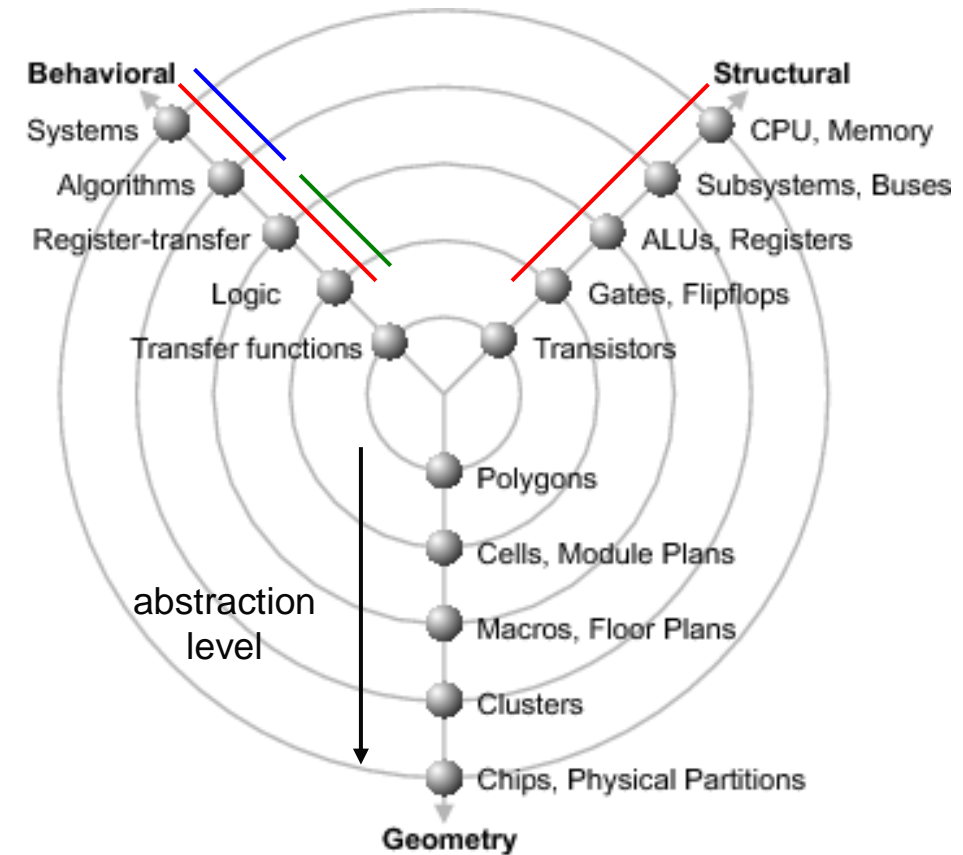 Behavioral
Structural
Systems
CPU, Memory
Algorithms
Subsystems, Buses
Register-transfer
ALUs, Registers
Logic
Gates, Flipflops
Transfer functions
Transistors
Polygons
Cells, Module Plans
abstraction
level
Macros, Floor Plans
Clusters
Chips, Physical Partitions
Geometry